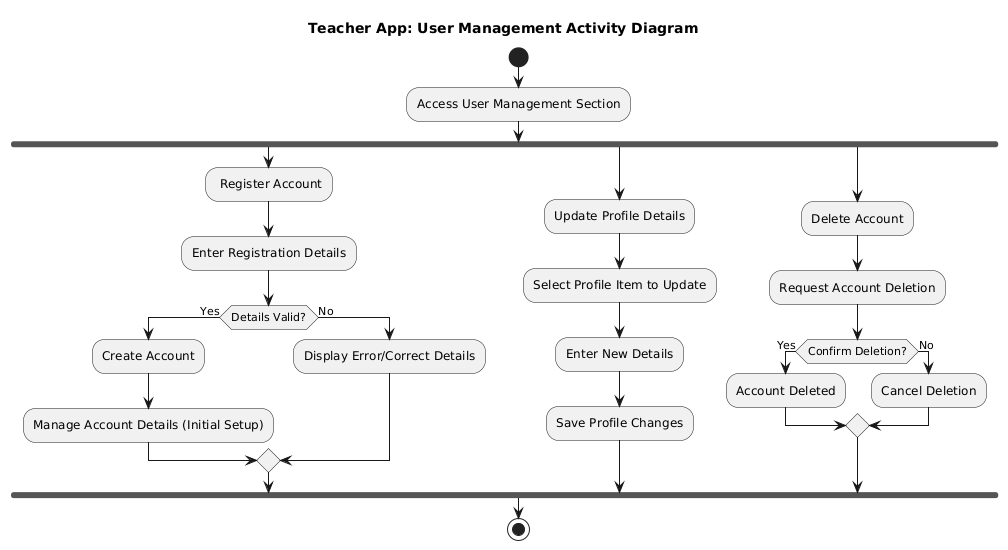 Teacher App: User Management Activity Diagram
Access User Management Section
Register Account
Enter Registration Details
Details Valid?
Yes
No
Create Account
Display Error/Correct Details
Manage Account Details (Initial Setup)
Update Profile Details
Select Profile Item to Update
Enter New Details
Save Profile Changes
Delete Account
Request Account Deletion
Confirm Deletion?
Yes
No
Account Deleted
Cancel Deletion